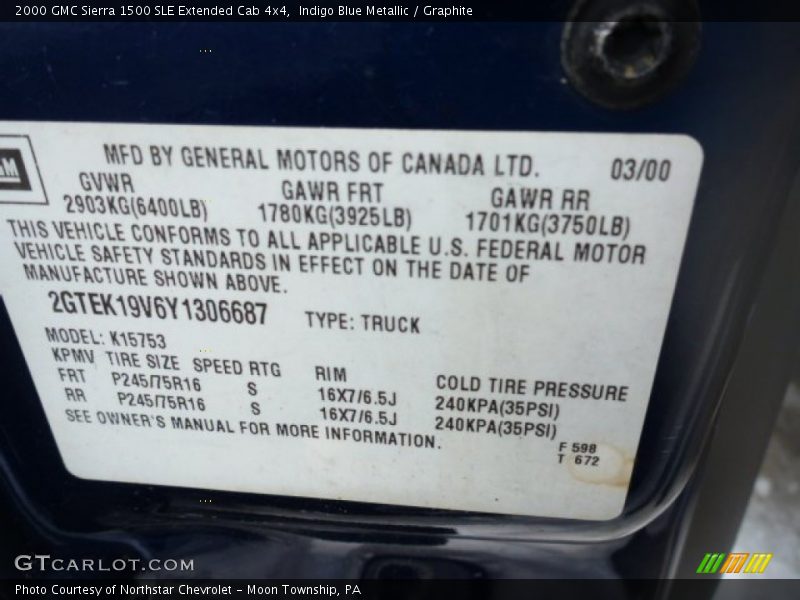 2000 GMC Sierra 1500 SLE Extended Cab 4x4, Indigo Blue Metallic / Graphite
MFD BY GENERAL MOTORS OF CANADA LTD. 03/00
GVWR GAWR FRT GAWR RR
2903KG(6400LB) 1780KG(3925LB) 1701KG(3750LB)
THIS VEHICLE CONFORMS TO ALL APPLICABLE U.S. FEDERAL MOTOR
VEHICLE SAFETY STANDARDS IN EFFECT ON THE DATE OF
MANUFACTURE SHOWN ABOVE.
2GTEK19V6Y1306687 TYPE: TRUCK
MODEL: K15753
KPMV TIRE SIZE SPEED RTG RIM COLD TIRE PRESSURE
FRT P245/75R16 S 16X7/6.5J 240KPA(35PSI)
RR P245/75R16 S 16X7/6.5J 240KPA(35PSI)
SEE OWNER'S MANUAL FOR MORE INFORMATION.
F 598
T 672
GTCARLOT.COM
Photo Courtesy of Northstar Chevrolet - Moon Township, PA